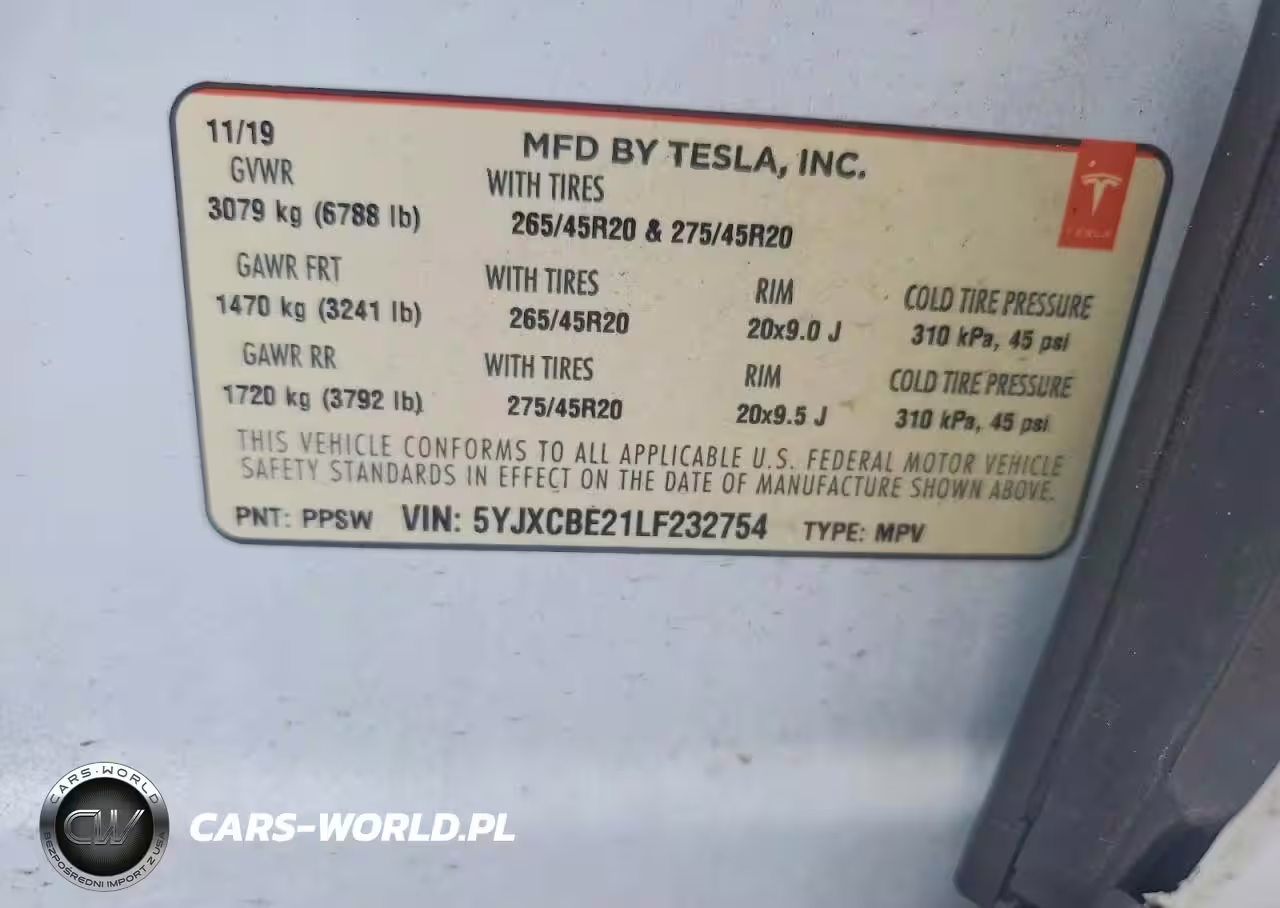 11/19
MFD BY TESLA, INC.
GVWR WITH TIRES
3079 kg (6788 lb) 265/45R20 & 275/45R20
TESLA
GAWR FRT WITH TIRES RIM COLD TIRE PRESSURE
1470 kg (3241 lb) 265/45R20 20x9.0 J 310 kPa, 45 psi
GAWR RR WITH TIRES RIM COLD TIRE PRESSURE
1720 kg (3792 lb) 275/45R20 20x9.5 J 310 kPa, 45 psi
THIS VEHICLE CONFORMS TO ALL APPLICABLE U.S. FEDERAL MOTOR VEHICLE
SAFETY STANDARDS IN EFFECT ON THE DATE OF MANUFACTURE SHOWN ABOVE.
PNT: PPSW VIN: 5YJXCBE21LF232754 TYPE: MPV
CARS-WORLD
CW
BEZPOŚREDNI IMPORT Z USA
CARS-WORLD.PL